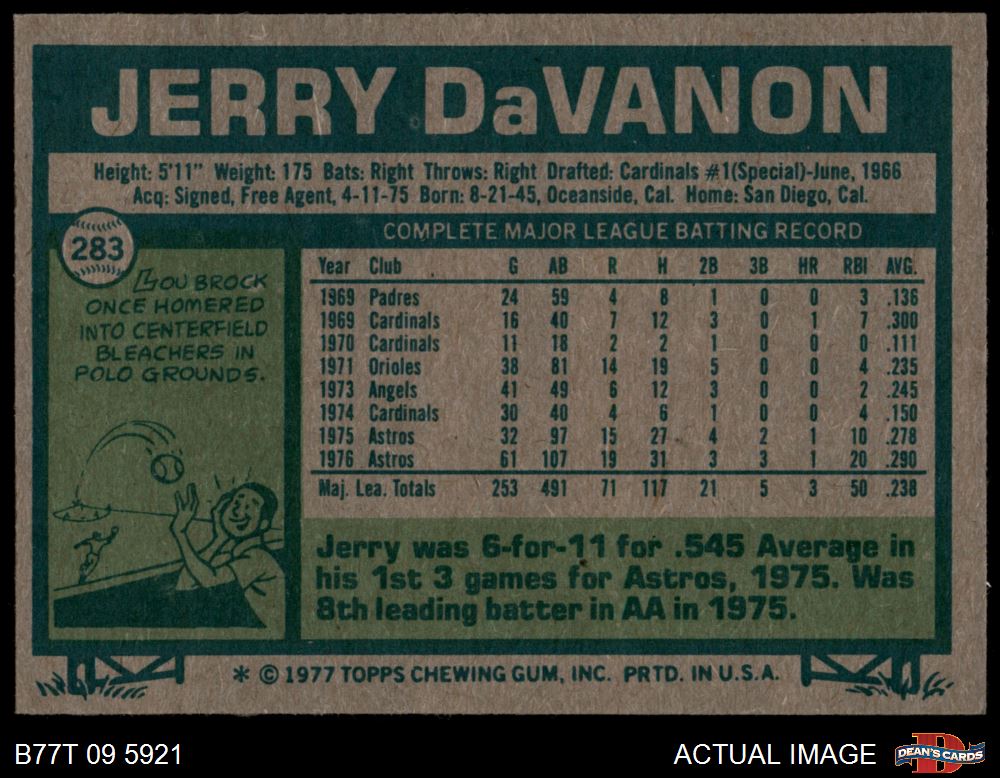 JERRY DaVANON
Height: 5'11" Weight: 175 Bats: Right Throws: Right Drafted: Cardinals #1(Special)-June, 1966
Acq: Signed, Free Agent, 4-11-75 Born: 8-21-45, Oceanside, Cal. Home: San Diego, Cal.
283
LOU BROCK
ONCE HOMERED
INTO CENTERFIELD
BLEACHERS IN
POLO GROUNDS.
COMPLETE MAJOR LEAGUE BATTING RECORD
Year Club G AB R H 2B 3B HR RBI AVG.
1969 Padres 24 59 4 8 1 0 0 3 .136
1969 Cardinals 16 40 7 12 3 0 1 7 .300
1970 Cardinals 11 18 2 2 1 0 0 0 .111
1971 Orioles 38 81 14 19 5 0 0 4 .235
1973 Angels 41 49 6 12 3 0 0 2 .245
1974 Cardinals 30 40 4 6 1 0 0 4 .150
1975 Astros 32 97 15 27 4 2 1 10 .278
1976 Astros 61 107 19 31 3 3 1 20 .290
Maj. Lea. Totals 253 491 71 117 21 5 3 50 .238
Jerry was 6-for-11 for .545 Average in
his 1st 3 games for Astros, 1975. Was
8th leading batter in AA in 1975.
* © 1977 TOPPS CHEWING GUM, INC. PRTD. IN U.S.A.
B77T 09 5921
ACTUAL IMAGE
D
DEAN'S CARDS